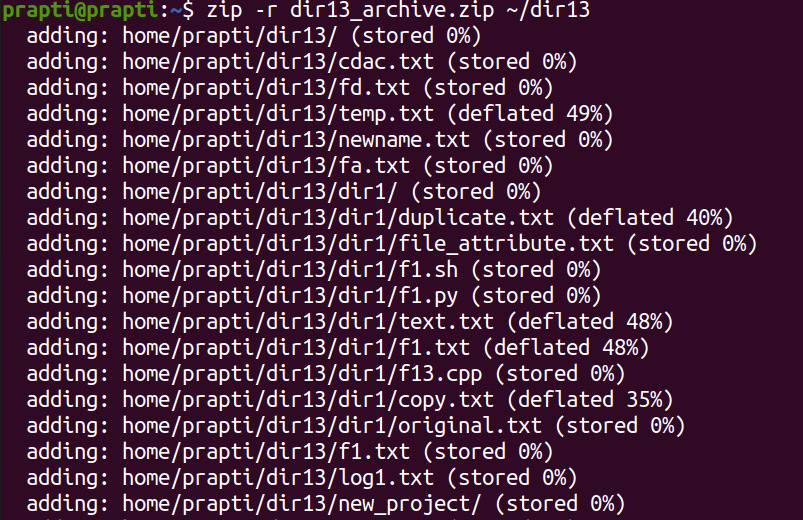 prapti@prapti:~$ zip -r dir13_archive.zip ~/dir13
adding: home/prapti/dir13/ (stored 0%)
adding: home/prapti/dir13/cdac.txt (stored 0%)
adding: home/prapti/dir13/fd.txt (stored 0%)
adding: home/prapti/dir13/temp.txt (deflated 49%)
adding: home/prapti/dir13/newname.txt (stored 0%)
adding: home/prapti/dir13/fa.txt (stored 0%)
adding: home/prapti/dir13/dir1/ (stored 0%)
adding: home/prapti/dir13/dir1/duplicate.txt (deflated 40%)
adding: home/prapti/dir13/dir1/file_attribute.txt (stored 0%)
adding: home/prapti/dir13/dir1/f1.sh (stored 0%)
adding: home/prapti/dir13/dir1/f1.py (stored 0%)
adding: home/prapti/dir13/dir1/text.txt (deflated 48%)
adding: home/prapti/dir13/dir1/f1.txt (deflated 48%)
adding: home/prapti/dir13/dir1/f13.cpp (stored 0%)
adding: home/prapti/dir13/dir1/copy.txt (deflated 35%)
adding: home/prapti/dir13/dir1/original.txt (stored 0%)
adding: home/prapti/dir13/f1.txt (stored 0%)
adding: home/prapti/dir13/log1.txt (stored 0%)
adding: home/prapti/dir13/new_project/ (stored 0%)